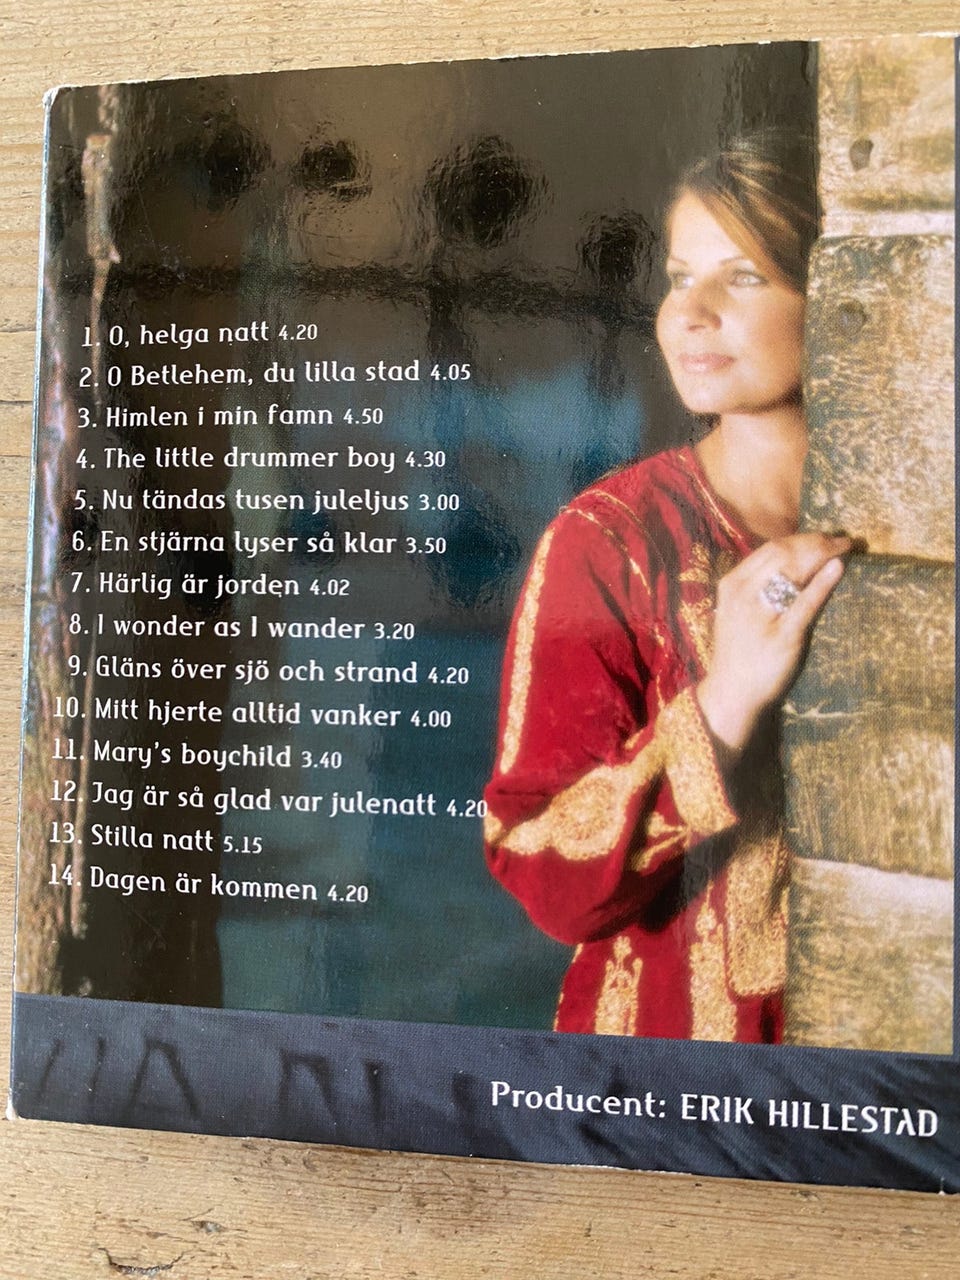 1. O, helga natt 4.20
2. O Betlehem, du lilla stad 4.05
3. Himlen i min famn 4.50
4. The little drummer boy 4.30
5. Nu tändas tusen juleljus 3.00
6. En stjärna lyser så klar 3.50
7. Härlig är jorden 4.02
8. I wonder as I wander 3.20
9. Gläns över sjö och strand 4.20
10. Mitt hjerte alltid vanker 4.00
11. Mary's boychild 3.40
12. Jag är så glad var julenatt 4.20
13. Stilla natt 5.15
14. Dagen är kommen 4.20
Producent: ERIK HILLESTAD